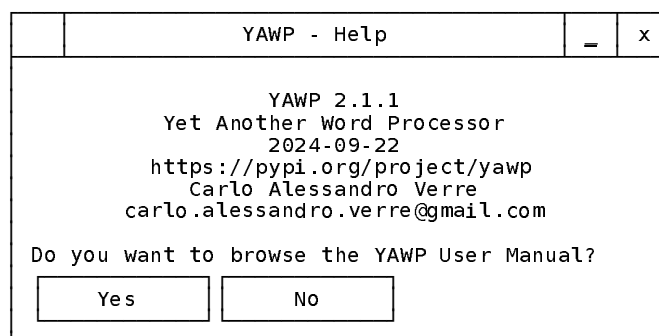 YAWP - Help _ x
YAWP 2.1.1
Yet Another Word Processor
2024-09-22
https://pypi.org/project/yawp
Carlo Alessandro Verre
carlo.alessandro.verre@gmail.com
Do you want to browse the YAWP User Manual?
Yes No